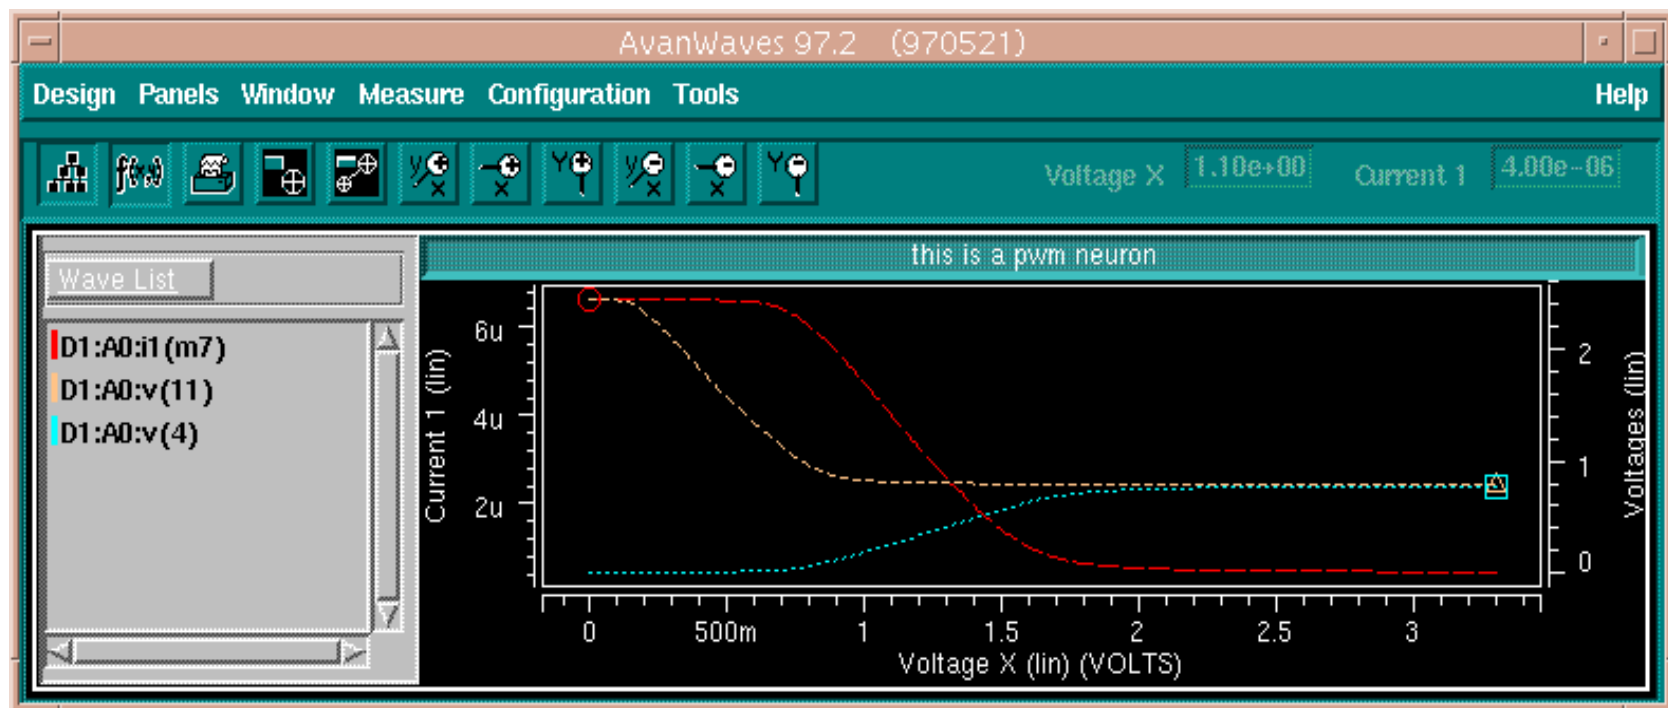 AvanWaves 97.2 (970521)
Design Panels Window Measure Configuration Tools Help
f(x,y) y x x Y y x x Y Voltage X 1.10e+00 Current 1 4.00e-06
Wave List
D1:A0:i1(m7)
D1:A0:v(11)
D1:A0:v(4)
this is a pwm neuron
Current 1 (lin)
6u
4u
2u
2
1
0
Voltages (lin)
0 500m 1 1.5 2 2.5 3
Voltage X (lin) (VOLTS)